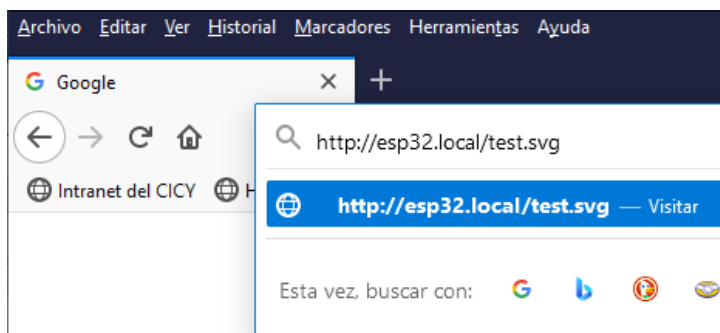 Archivo Editar Ver Historial Marcadores Herramientas Ayuda
Google
http://esp32.local/test.svg
Intranet del CICY H
http://esp32.local/test.svg — Visitar
Esta vez, buscar con: